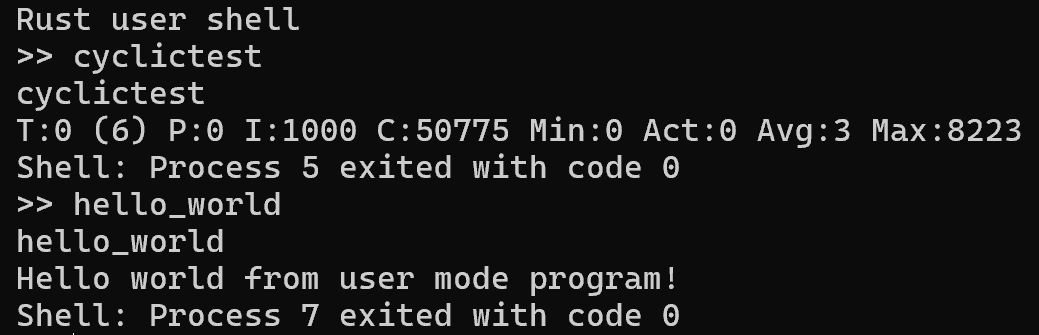 Rust user shell
>> cyclictest
cyclictest
T:0 (6) P:0 I:1000 C:50775 Min:0 Act:0 Avg:3 Max:8223
Shell: Process 5 exited with code 0
>> hello_world
hello_world
Hello world from user mode program!
Shell: Process 7 exited with code 0